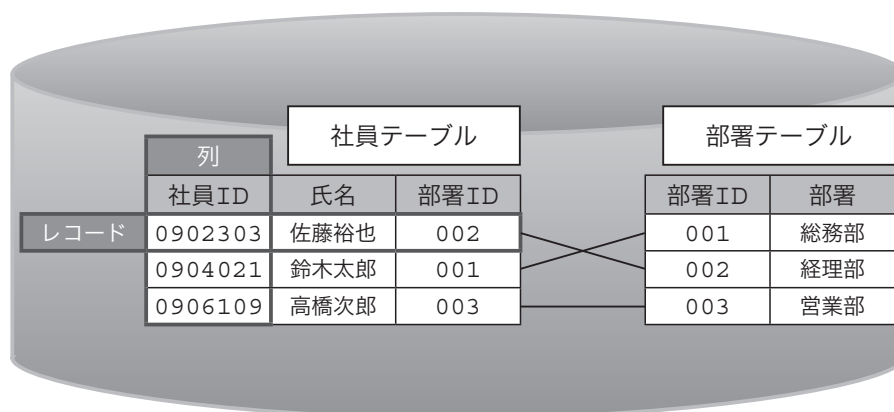 社員テーブル 部署テーブル
列
社員ID 氏名 部署ID 部署ID 部署
レコード 0902303 佐藤裕也 002 001 総務部
0904021 鈴木太郎 001 002 経理部
0906109 高橋次郎 003 003 営業部